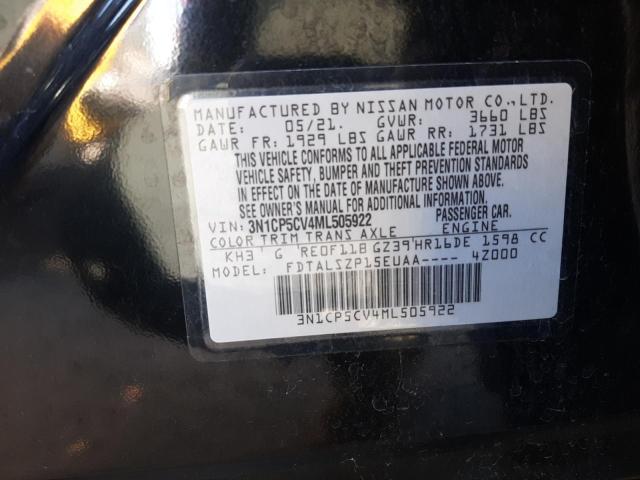 MANUFACTURED BY NISSAN MOTOR CO.,LTD.
DATE: 05/21. GVWR: 3660 LBS
GAWR FR: 1929 LBS GAWR RR: 1731 LBS
THIS VEHICLE CONFORMS TO ALL APPLICABLE FEDERAL MOTOR
VEHICLE SAFETY, BUMPER AND THEFT PREVENTION STANDARDS
IN EFFECT ON THE DATE OF MANUFACTURE SHOWN ABOVE.
SEE OWNER'S MANUAL FOR ADDITIONAL INFORMATION.
VIN: 3N1CP5CV4ML505922 PASSENGER CAR.
COLOR TRIM TRANS AXLE ENGINE
KH3 G RE0F11B GZ39 HR16DE 1598 CC
MODEL: FDTALSZP15EUAA---- 4Z000
3N1CP5CV4ML505922